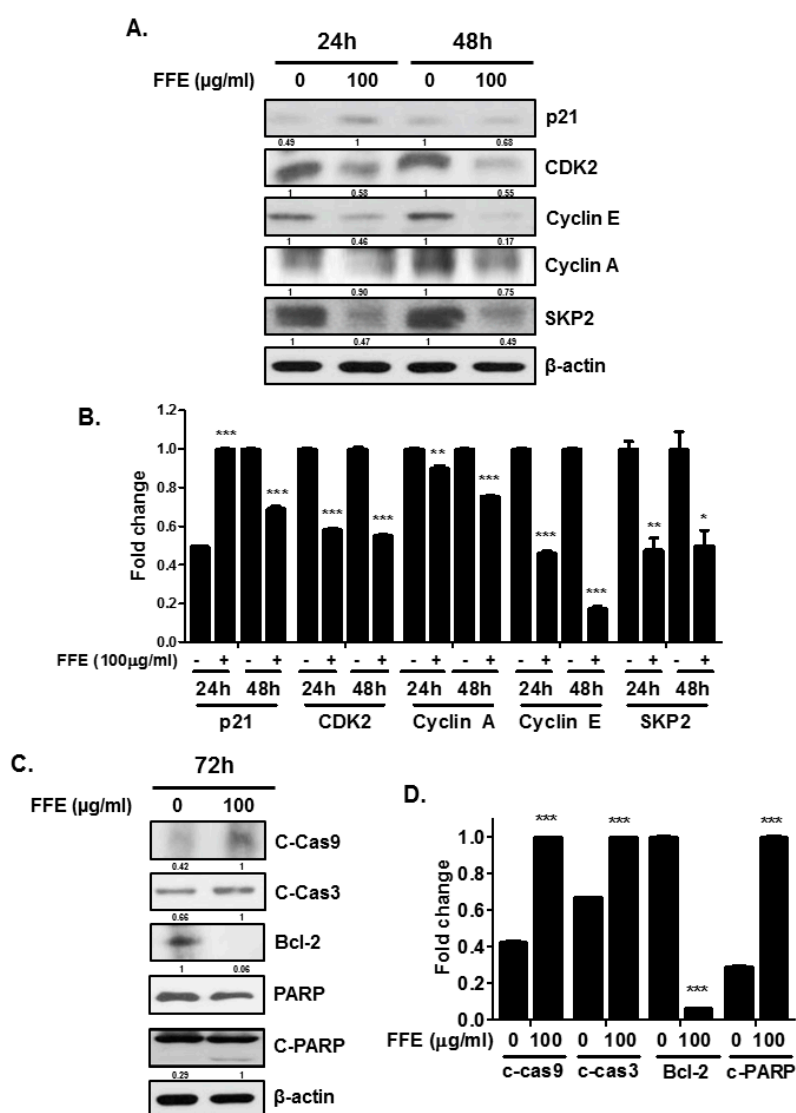 A.
24h 48h
FFE (μg/ml) 0 100 0 100
p21
0.49 1 1 0.68
CDK2
1 0.58 1 0.55
Cyclin E
1 0.46 1 0.17
Cyclin A
1 0.90 1 0.75
SKP2
1 0.47 1 0.49
β-actin
B.
Fold change
1.2
1.0
0.8
0.6
0.4
0.2
0.0
*** *** *** *** ** *** *** *** ** *
FFE (100μg/ml) - + - + - + - + - + - + - + - + - + - +
24h 48h 24h 48h 24h 48h 24h 48h 24h 48h
p21 CDK2 Cyclin A Cyclin E SKP2
C.
72h
FFE (μg/ml) 0 100
C-Cas9
0.42 1
C-Cas3
0.66 1
Bcl-2
1 0.06
PARP
C-PARP
0.29 1
β-actin
D.
Fold change
1.0
0.8
0.6
0.4
0.2
0.0
*** *** *** ***
FFE (μg/ml) 0 100 0 100 0 100 0 100
c-cas9 c-cas3 Bcl-2 c-PARP